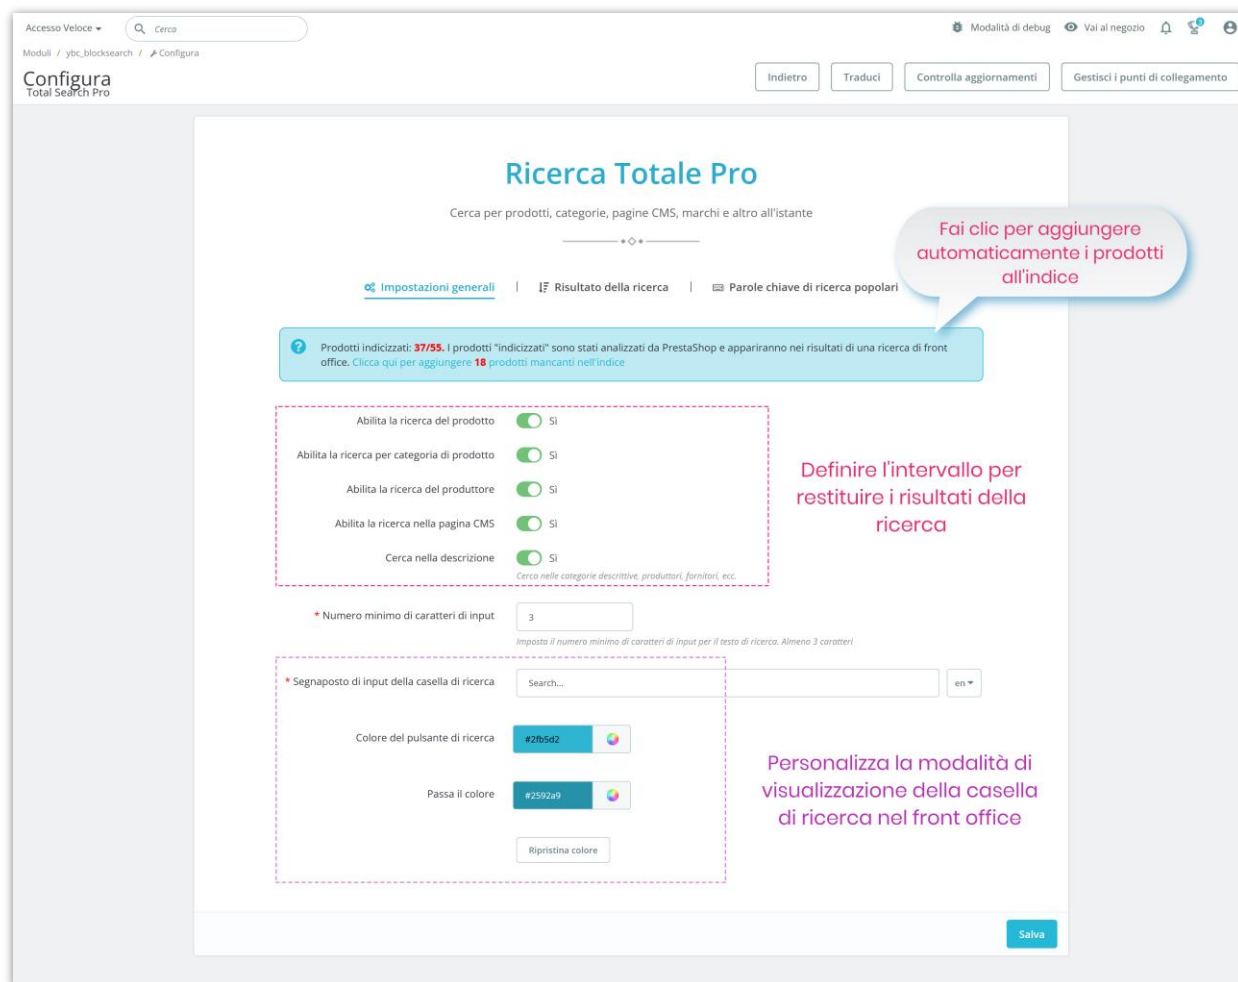 Accesso Veloce
Cerca
Modalità di debug
Vai al negozio
Moduli / ybc_blocksearch / Configura
Configura
Total Search Pro
Indietro
Traduci
Controlla aggiornamenti
Gestisci i punti di collegamento
Ricerca Totale Pro
Cerca per prodotti, categorie, pagine CMS, marchi e altro all'istante
Fai clic per aggiungere
automaticamente i prodotti
all'indice
Impostazioni generali | Risultato della ricerca | Parole chiave di ricerca popolari
Prodotti indicizzati: 37/55. I prodotti "indicizzati" sono stati analizzati da PrestaShop e appariranno nei risultati di una ricerca di front
office. Clicca qui per aggiungere 18 prodotti mancanti nell'indice
Abilita la ricerca del prodotto Sì
Abilita la ricerca per categoria di prodotto Sì
Abilita la ricerca del produttore Sì
Abilita la ricerca nella pagina CMS Sì
Cerca nella descrizione Sì
Cerca nelle categorie descrittive, produttori, fornitori, ecc.
Definire l'intervallo per
restituire i risultati della
ricerca
* Numero minimo di caratteri di input 3
Imposta il numero minimo di caratteri di input per il testo di ricerca. Almeno 3 caratteri
* Segnaposto di input della casella di ricerca Search... en
Colore del pulsante di ricerca #2fb5d2
Passa il colore #2592a9
Ripristina colore
Personalizza la modalità di
visualizzazione della casella
di ricerca nel front office
Salva